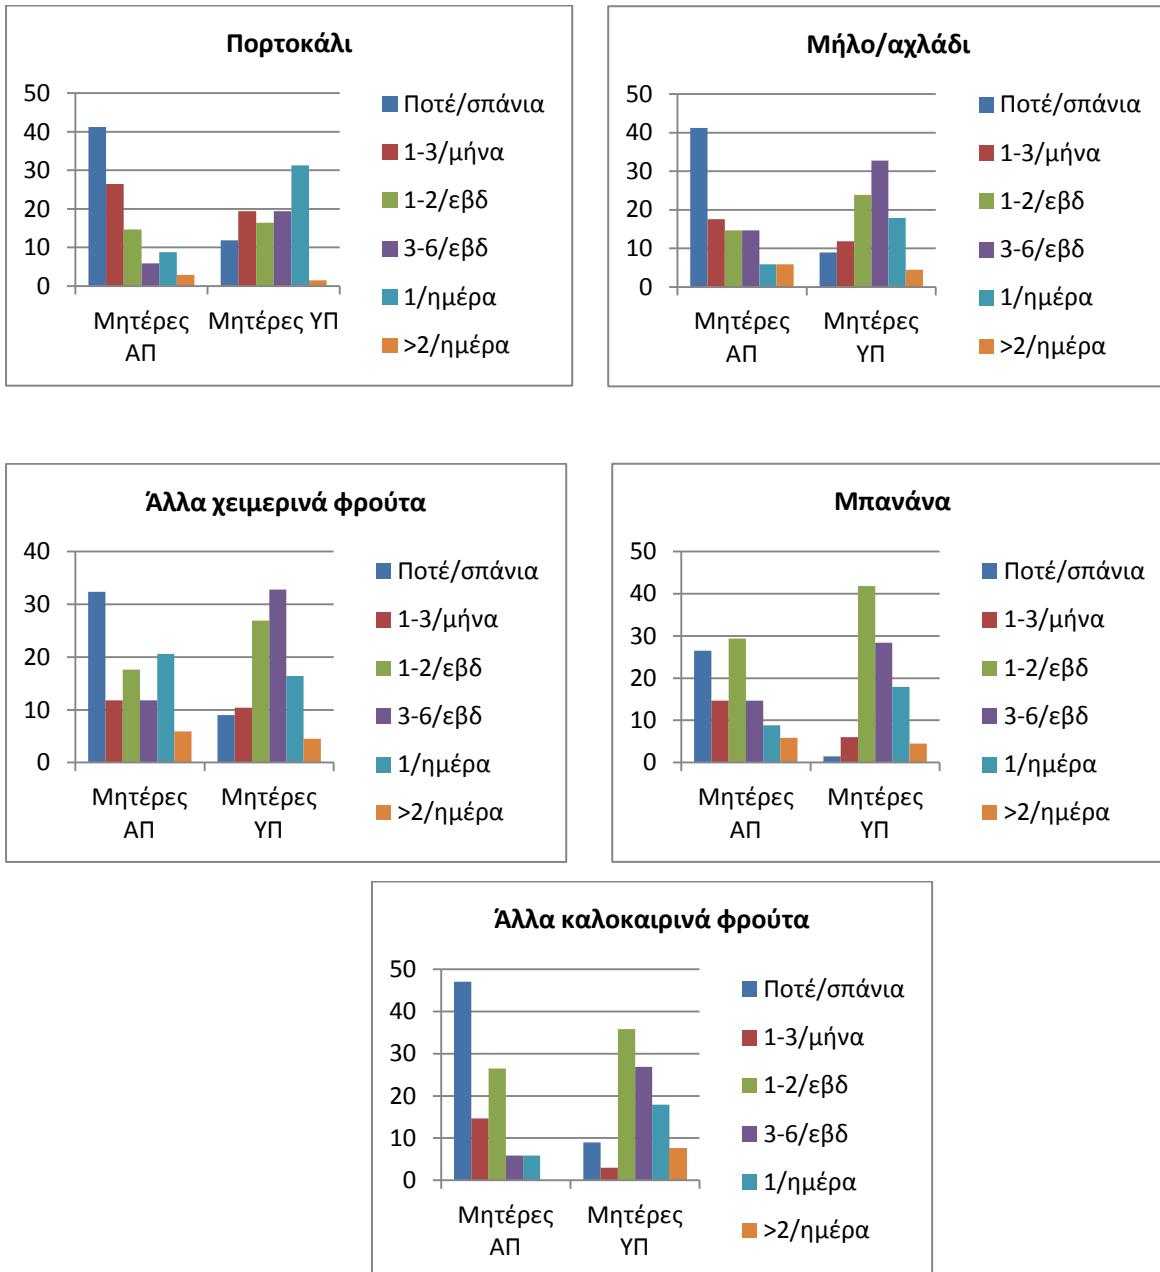 Πορτοκάλι
50
40
30
20
10
0
Μητέρες
ΑΠ
Μητέρες ΥΠ
Ποτέ/σπάνια
1-3/μήνα
1-2/εβδ
3-6/εβδ
1/ημέρα
>2/ημέρα
Μήλο/αχλάδι
50
40
30
20
10
0
Μητέρες
ΑΠ
Μητέρες
ΥΠ
Ποτέ/σπάνια
1-3/μήνα
1-2/εβδ
3-6/εβδ
1/ημέρα
>2/ημέρα
Άλλα χειμερινά φρούτα
40
30
20
10
0
Μητέρες
ΑΠ
Μητέρες
ΥΠ
Ποτέ/σπάνια
1-3/μήνα
1-2/εβδ
3-6/εβδ
1/ημέρα
>2/ημέρα
Μπανάνα
50
40
30
20
10
0
Μητέρες
ΑΠ
Μητέρες
ΥΠ
Ποτέ/σπάνια
1-3/μήνα
1-2/εβδ
3-6/εβδ
1/ημέρα
>2/ημέρα
Άλλα καλοκαιρινά φρούτα
50
40
30
20
10
0
Μητέρες
ΑΠ
Μητέρες
ΥΠ
Ποτέ/σπάνια
1-3/μήνα
1-2/εβδ
3-6/εβδ
1/ημέρα
>2/ημέρα